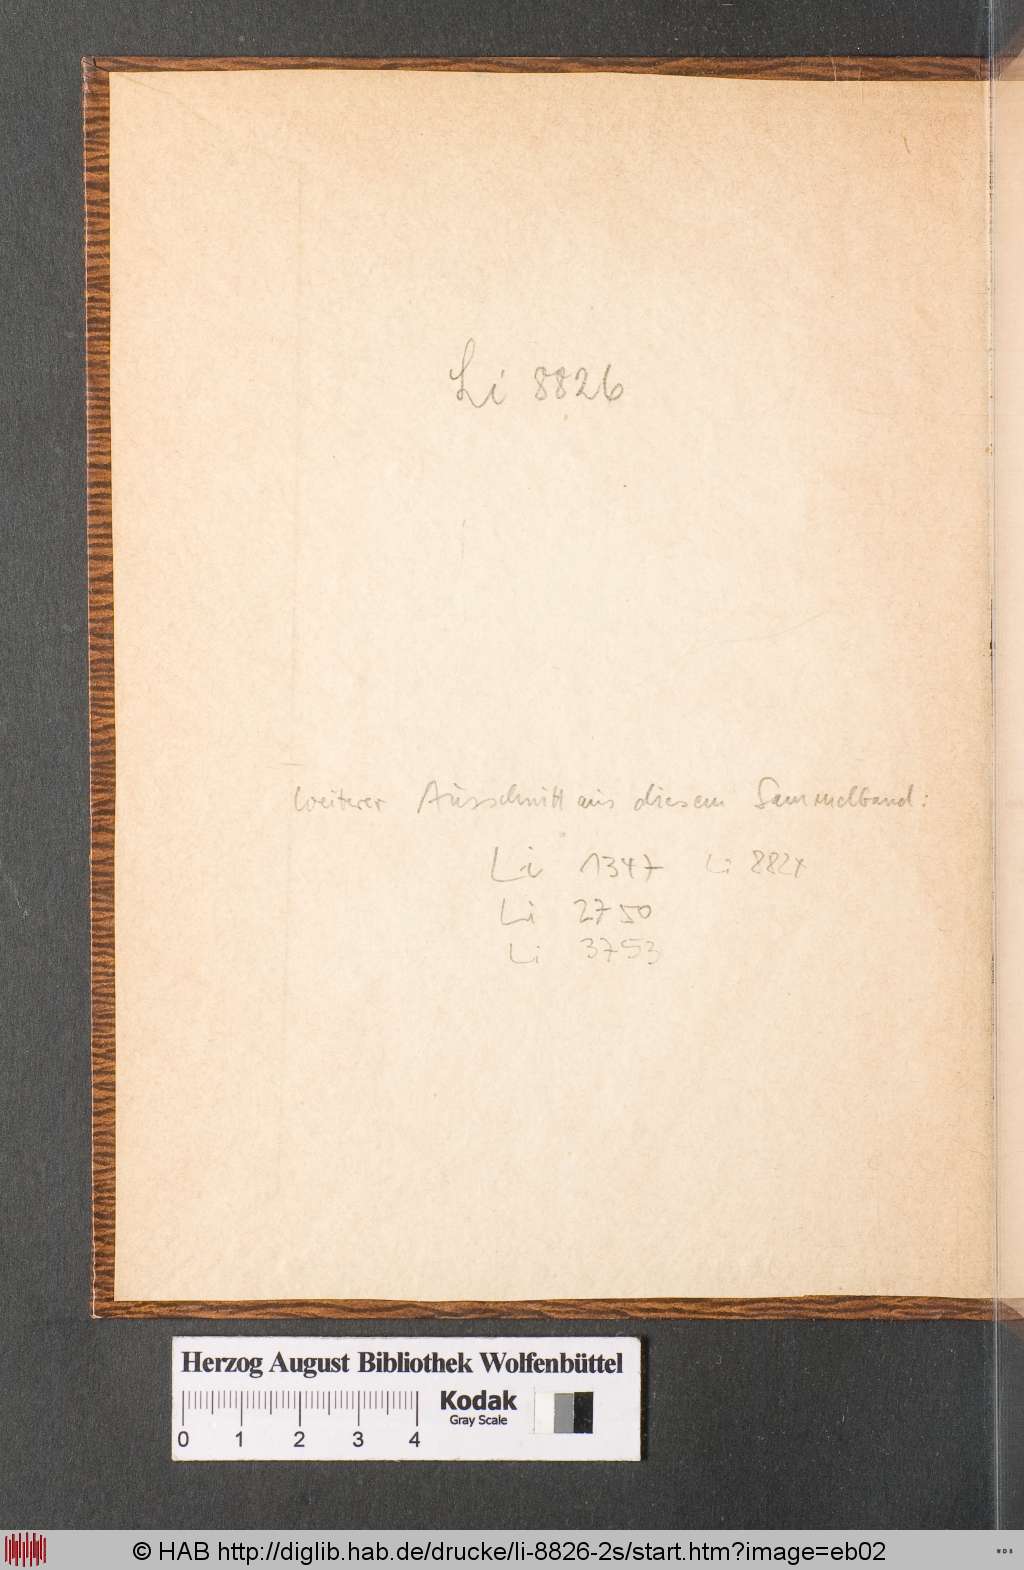 Li 8826
weiterer Ausschnitt aus diesem Sammelband:
Li 1347 Li 8824
Li 2750
Li 3753
Herzog August Bibliothek Wolfenbüttel
Kodak
Gray Scale
0 1 2 3 4
© HAB http://diglib.hab.de/drucke/li-8826-2s/start.htm?image=eb02